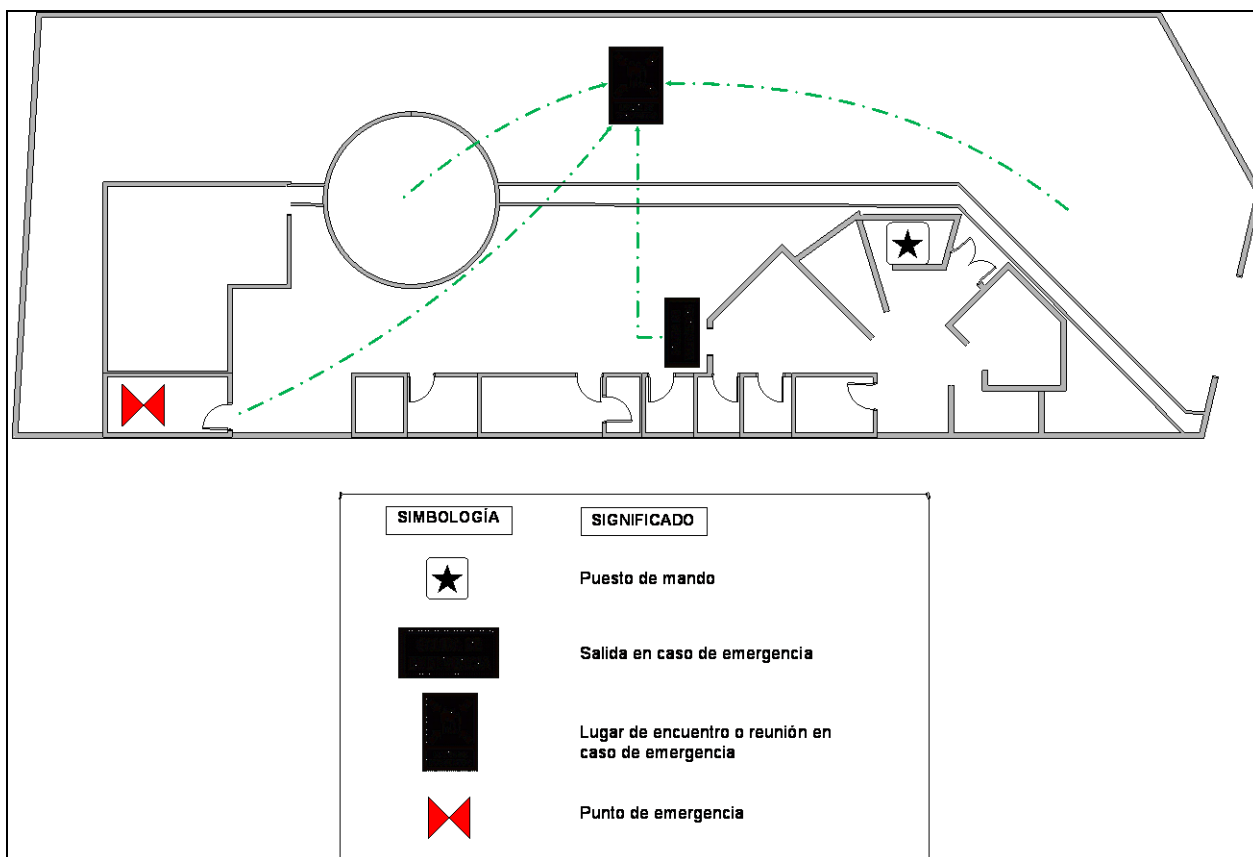 SIMBOLOGÍA
SIGNIFICADO
Puesto de mando
Salida en caso de emergencia
Lugar de encuentro o reunión en
caso de emergencia
Punto de emergencia